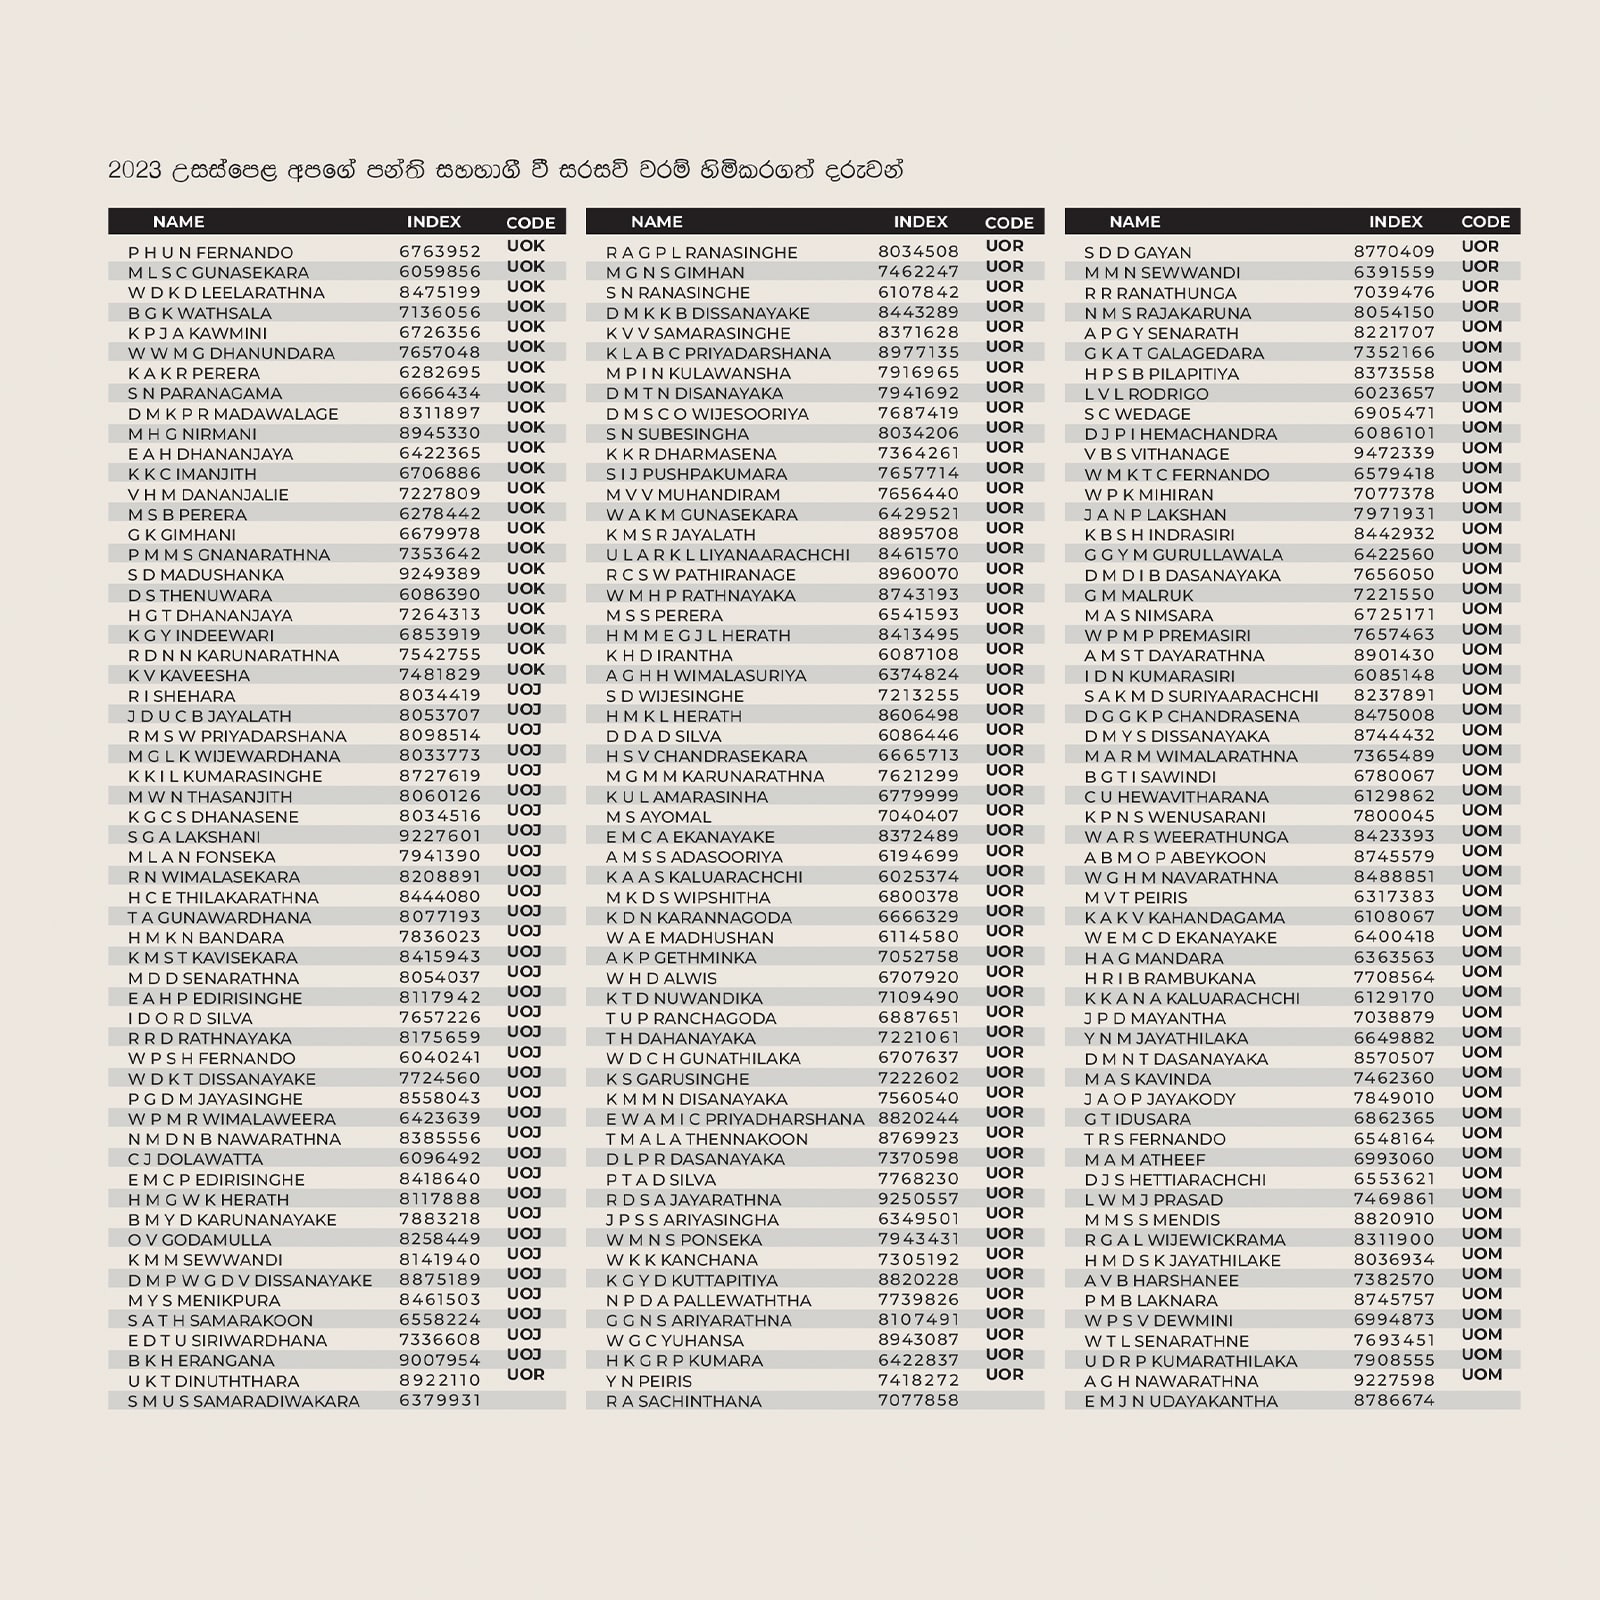 2023 උසස්පෙළ අපගේ පන්ති සහභාගී වී සරසවි වරම් හිමිකරගත් දරුවන්
NAME INDEX CODE
P H U N FERNANDO 6763952 UOK
M L S C GUNASEKARA 6059856 UOK
W D K D LEELARATHNA 8475199 UOK
B G K WATHSALA 7136056 UOK
K P J A KAWMINI 6726356 UOK
W W M G DHANUNDARA 7657048 UOK
K A K R PERERA 6282695 UOK
S N PARANAGAMA 6666434 UOK
D M K P R MADAWALAGE 8311897 UOK
M H G NIRMANI 8945330 UOK
E A H DHANANJAYA 6422365 UOK
K K C IMANJITH 6706886 UOK
V H M DANANJALIE 7227809 UOK
M S B PERERA 6278442 UOK
G K GIMHANI 6679978 UOK
P M M S GNANARATHNA 7353642 UOK
S D MADUSHANKA 9249389 UOK
D S THENUWARA 6086390 UOK
H G T DHANANJAYA 7264313 UOK
K G Y INDEEWARI 6853919 UOK
R D N N KARUNARATHNA 7542755 UOK
K V KAVEESHA 7481829 UOK
R I SHEHARA 8034419 UOJ
J D U C B JAYALATH 8053707 UOJ
R M S W PRIYADARSHANA 8098514 UOJ
M G L K WIJEWARDHANA 8033773 UOJ
K K I L KUMARASINGHE 8727619 UOJ
M W N THASANJITH 8060126 UOJ
K G C S DHANASENE 8034516 UOJ
S G A LAKSHANI 9227601 UOJ
M L A N FONSEKA 7941390 UOJ
R N WIMALASEKARA 8208891 UOJ
H C E THILAKARATHNA 8444080 UOJ
T A GUNAWARDHANA 8077193 UOJ
H M K N BANDARA 7836023 UOJ
K M S T KAVISEKARA 8415943 UOJ
M D D SENARATHNA 8054037 UOJ
E A H P EDIRISINGHE 8117942 UOJ
I D O R D SILVA 7657226 UOJ
R R D RATHNAYAKA 8175659 UOJ
W P S H FERNANDO 6040241 UOJ
W D K T DISSANAYAKE 7724560 UOJ
P G D M JAYASINGHE 8558043 UOJ
W P M R WIMALAWEERA 6423639 UOJ
N M D N B NAWARATHNA 8385556 UOJ
C J DOLAWATTA 6096492 UOJ
E M C P EDIRISINGHE 8418640 UOJ
H M G W K HERATH 8117888 UOJ
B M Y D KARUNANAYAKE 7883218 UOJ
O V GODAMULLA 8258449 UOJ
K M M SEWWANDI 8141940 UOJ
D M P W G D V DISSANAYAKE 8875189 UOJ
M Y S MENIKPURA 8461503 UOJ
S A T H SAMARAKOON 6558224 UOJ
E D T U SIRIWARDHANA 7336608 UOJ
B K H ERANGANA 9007954 UOJ
U K T DINUTHTHARA 8922110 UOR
S M U S SAMARADIWAKARA 6379931
NAME INDEX CODE
R A G P L RANASINGHE 8034508 UOR
M G N S GIMHAN 7462247 UOR
S N RANASINGHE 6107842 UOR
D M K K B DISSANAYAKE 8443289 UOR
K V V SAMARASINGHE 8371628 UOR
K L A B C PRIYADARSHANA 8977135 UOR
M P I N KULAWANSHA 7916965 UOR
D M T N DISANAYAKA 7941692 UOR
D M S C O WIJESOORIYA 7687419 UOR
S N SUBESINGHA 8034206 UOR
K K R DHARMASENA 7364261 UOR
S I J PUSHPAKUMARA 7657714 UOR
M V V MUHANDIRAM 7656440 UOR
W A K M GUNASEKARA 6429521 UOR
K M S R JAYALATH 8895708 UOR
U L A R K L LIYANAARACHCHI 8461570 UOR
R C S W PATHIRANAGE 8960070 UOR
W M H P RATHNAYAKA 8743193 UOR
M S S PERERA 6541593 UOR
H M M E G J L HERATH 8413495 UOR
K H D IRANTHA 6087108 UOR
A G H H WIMALASURIYA 6374824 UOR
S D WIJESINGHE 7213255 UOR
H M K L HERATH 8606498 UOR
D D A D SILVA 6086446 UOR
H S V CHANDRASEKARA 6665713 UOR
M G M M KARUNARATHNA 7621299 UOR
K U L AMARASINHA 6779999 UOR
M S AYOMAL 7040407 UOR
E M C A EKANAYAKE 8372489 UOR
A M S S ADASOORIYA 6194699 UOR
K A A S KALUARACHCHI 6025374 UOR
M K D S WIPSHITHA 6800378 UOR
K D N KARANNAGODA 6666329 UOR
W A E MADHUSHAN 6114580 UOR
A K P GETHMINKA 7052758 UOR
W H D ALWIS 6707920 UOR
K T D NUWANDIKA 7109490 UOR
T U P RANCHAGODA 6887651 UOR
T H DAHANAYAKA 7221061 UOR
W D C H GUNATHILAKA 6707637 UOR
K S GARUSINGHE 7222602 UOR
K M M N DISANAYAKA 7560540 UOR
E W A M I C PRIYADHARSHANA 8820244 UOR
T M A L A THENNAKOON 8769923 UOR
D L P R DASANAYAKA 7370598 UOR
P T A D SILVA 7768230 UOR
R D S A JAYARATHNA 9250557 UOR
J P S S ARIYASINGHA 6349501 UOR
W M N S PONSEKA 7943431 UOR
W K K KANCHANA 7305192 UOR
K G Y D KUTTAPITIYA 8820228 UOR
N P D A PALLEWATHTHA 7739826 UOR
G G N S ARIYARATHNA 8107491 UOR
W G C YUHANSA 8943087 UOR
H K G R P KUMARA 6422837 UOR
Y N PEIRIS 7418272 UOR
R A SACHINTHANA 7077858
NAME INDEX CODE
S D D GAYAN 8770409 UOR
M M N SEWWANDI 6391559 UOR
R R RANATHUNGA 7039476 UOR
N M S RAJAKARUNA 8054150 UOR
A P G Y SENARATH 8221707 UOM
G K A T GALAGEDARA 7352166 UOM
H P S B PILAPITIYA 8373558 UOM
L V L RODRIGO 6023657 UOM
S C WEDAGE 6905471 UOM
D J P I HEMACHANDRA 6086101 UOM
V B S VITHANAGE 9472339 UOM
W M K T C FERNANDO 6579418 UOM
W P K MIHIRAN 7077378 UOM
J A N P LAKSHAN 7971931 UOM
K B S H INDRASIRI 8442932 UOM
G G Y M GURULLAWALA 6422560 UOM
D M D I B DASANAYAKA 7656050 UOM
G M MALRUK 7221550 UOM
M A S NIMSARA 6725171 UOM
W P M P PREMASIRI 7657463 UOM
A M S T DAYARATHNA 8901430 UOM
I D N KUMARASIRI 6085148 UOM
S A K M D SURIYAARACHCHI 8237891 UOM
D G G K P CHANDRASENA 8475008 UOM
D M Y S DISSANAYAKA 8744432 UOM
M A R M WIMALARATHNA 7365489 UOM
B G T I SAWINDI 6780067 UOM
C U HEWAVITHARANA 6129862 UOM
K P N S WENUSARANI 7800045 UOM
W A R S WEERATHUNGA 8423393 UOM
A B M O P ABEYKOON 8745579 UOM
W G H M NAVARATHNA 8488851 UOM
M V T PEIRIS 6317383 UOM
K A K V KAHANDAGAMA 6108067 UOM
W E M C D EKANAYAKE 6400418 UOM
H A G MANDARA 6363563 UOM
H R I B RAMBUKANA 7708564 UOM
K K A N A KALUARACHCHI 6129170 UOM
J P D MAYANTHA 7038879 UOM
Y N M JAYATHILAKA 6649882 UOM
D M N T DASANAYAKA 8570507 UOM
M A S KAVINDA 7462360 UOM
J A O P JAYAKODY 7849010 UOM
G T IDUSARA 6862365 UOM
T R S FERNANDO 6548164 UOM
M A M ATHEEF 6993060 UOM
D J S HETTIARACHCHI 6553621 UOM
L W M J PRASAD 7469861 UOM
M M S S MENDIS 8820910 UOM
R G A L WIJEWICKRAMA 8311900 UOM
H M D S K JAYATHILAKE 8036934 UOM
A V B HARSHANEE 7382570 UOM
P M B LAKNARA 8745757 UOM
W P S V DEWMINI 6994873 UOM
W T L SENARATHNE 7693451 UOM
U D R P KUMARATHILAKA 7908555 UOM
A G H NAWARATHNA 9227598 UOM
E M J N UDAYAKANTHA 8786674